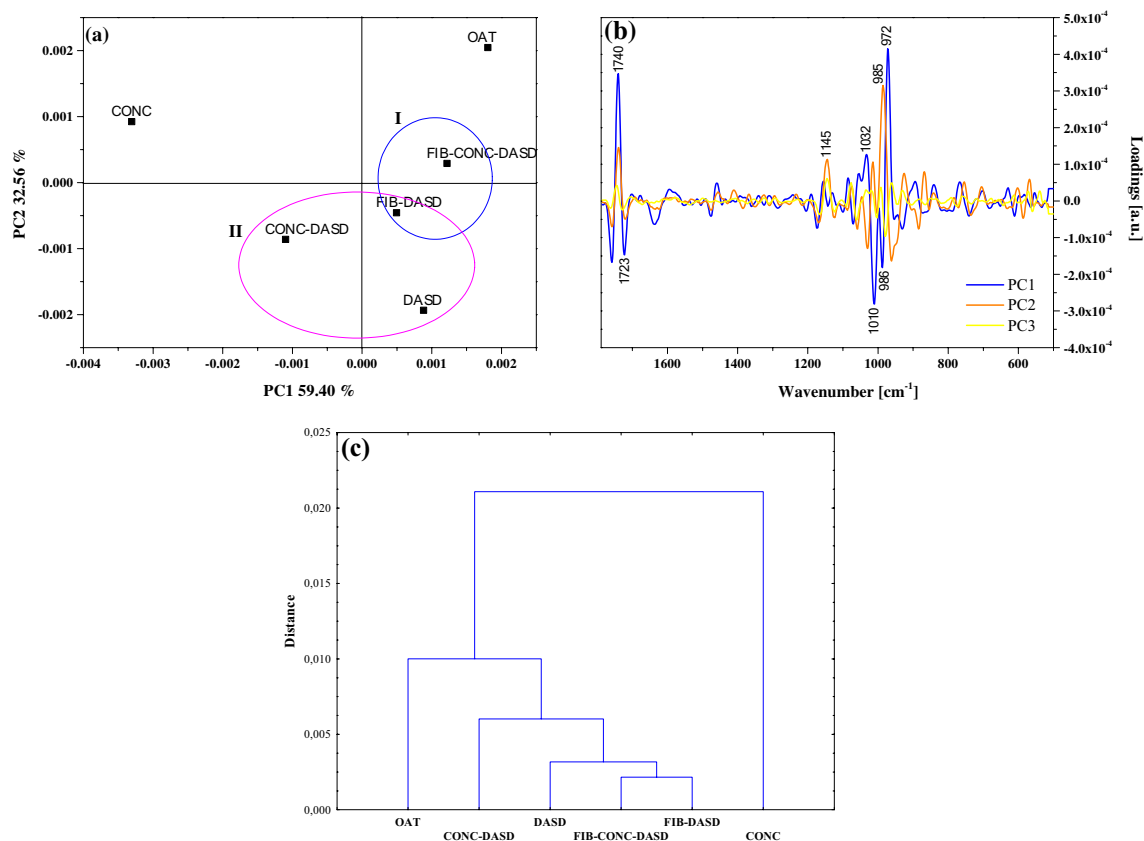 (a)
OAT
CONC
I
FIB-CONC-DASD
FIB-DASD
II
CONC-DASD
DASD
0.002
0.001
0.000
-0.001
-0.002
PC2 32.56 %
-0.004
-0.003
-0.002
-0.001
0.000
0.001
0.002
PC1 59.40 %
(b)
1740
1723
1145
1032
1010
985
986
972
PC1
PC2
PC3
5.0x10-4
4.0x10-4
3.0x10-4
2.0x10-4
1.0x10-4
0.0
-1.0x10-4
-2.0x10-4
-3.0x10-4
-4.0x10-4
Loadings [a.u.]
1600
1400
1200
1000
800
600
Wavenumber [cm-1]
(c)
0,025
0,020
0,015
0,010
0,005
0,000
Distance
OAT
CONC-DASD
DASD
FIB-CONC-DASD
FIB-DASD
CONC